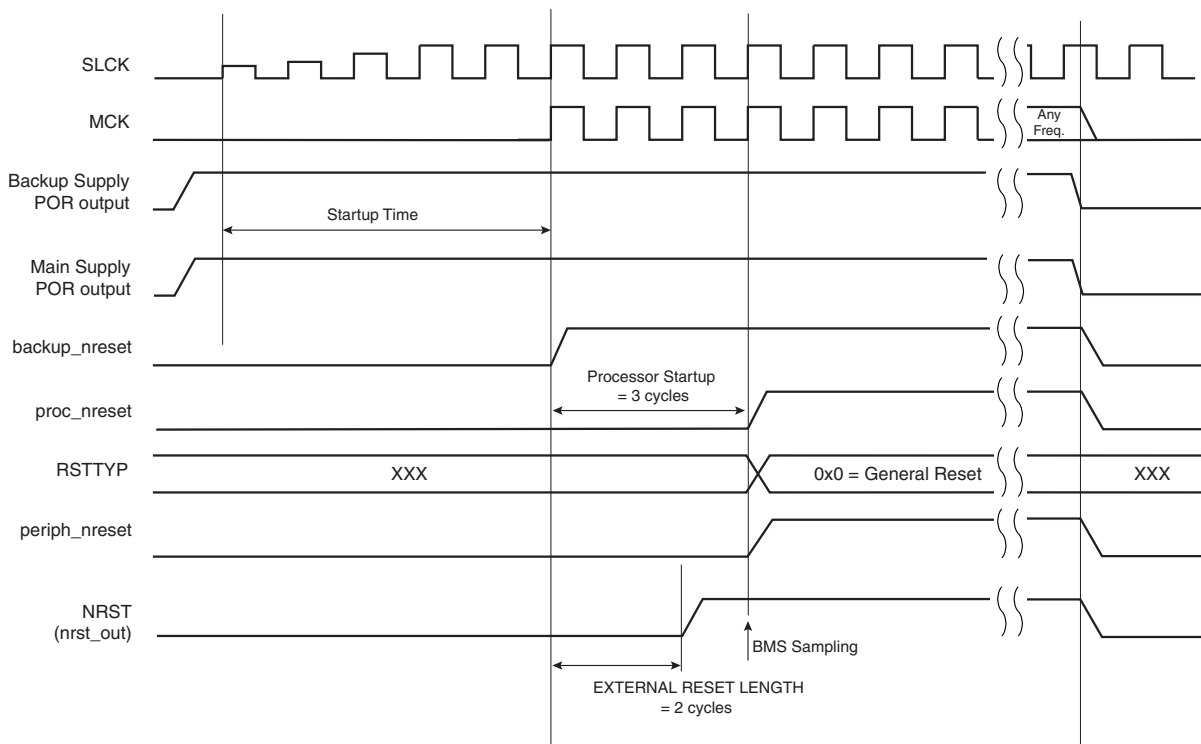 SLCK
MCK
Any
Freq.
Backup Supply
POR output
Startup Time
Main Supply
POR output
backup_nreset
Processor Startup
= 3 cycles
proc_nreset
RSTTYP
XXX
0x0 = General Reset
XXX
periph_nreset
NRST
(nrst_out)
BMS Sampling
EXTERNAL RESET LENGTH
= 2 cycles